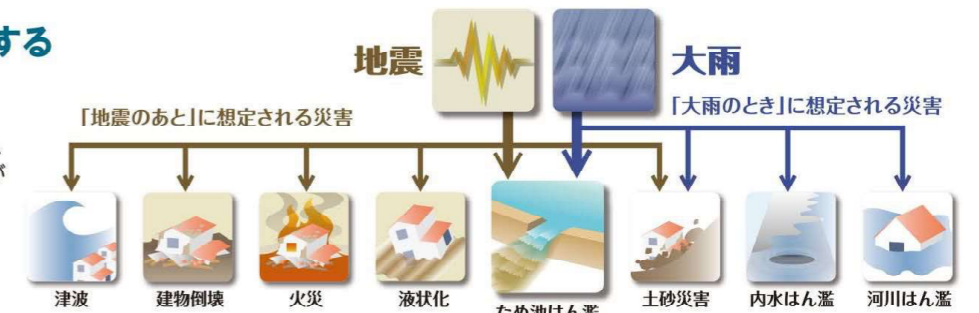 する
地震
大雨
「地震のあと」に想定される災害
「大雨のとき」に想定される災害
が
津波
建物倒壊
火災
液状化
ため池はん濫
土砂災害
内水はん濫
河川はん濫